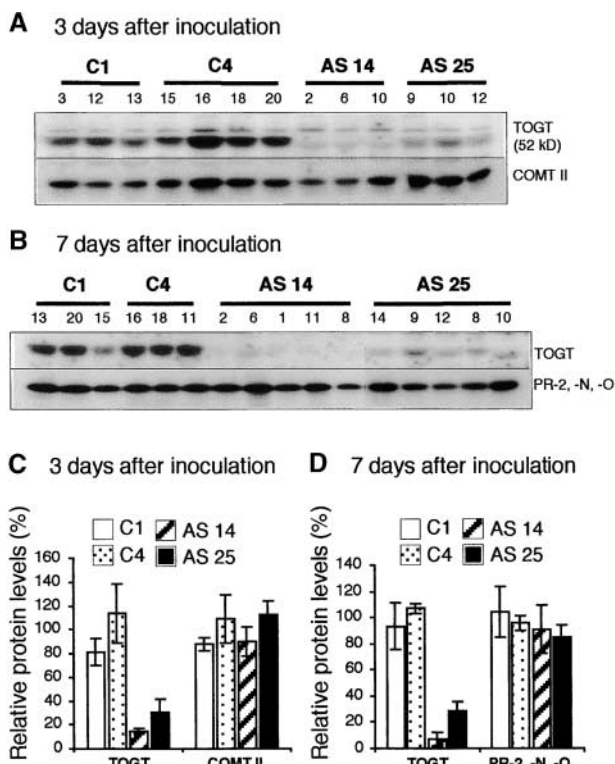 A 3 days after inoculation
C1 C4 AS 14 AS 25
3 12 13 15 16 18 20 2 6 10 9 10 12
TOGT
(52 kD)
COMT II
B 7 days after inoculation
C1 C4 AS 14 AS 25
13 20 15 16 18 11 2 6 1 11 8 14 9 12 8 10
TOGT
PR-2, -N, -O
C 3 days after inoculation
Relative protein levels (%)
C1 AS 14
C4 AS 25
160
140
120
100
80
60
40
20
0
TOGT COMT II
D 7 days after inoculation
Relative protein levels (%)
C1 AS 14
C4 AS 25
140
120
100
80
60
40
20
0
TOGT PR-2, -N, -O